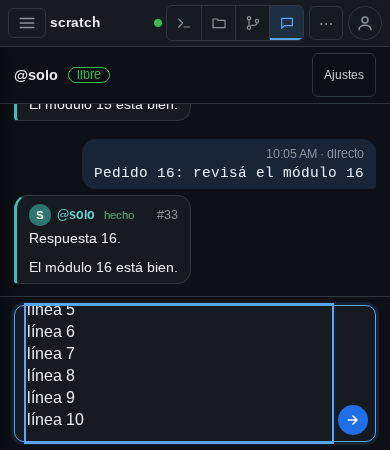 scratch
@solo libre
Ajustes
El módulo 15 está bien.
10:05 AM · directo
Pedido 16: revisá el módulo 16
S @solo hecho #33
Respuesta 16.
El módulo 16 está bien.
línea 5
línea 6
línea 7
línea 8
línea 9
línea 10